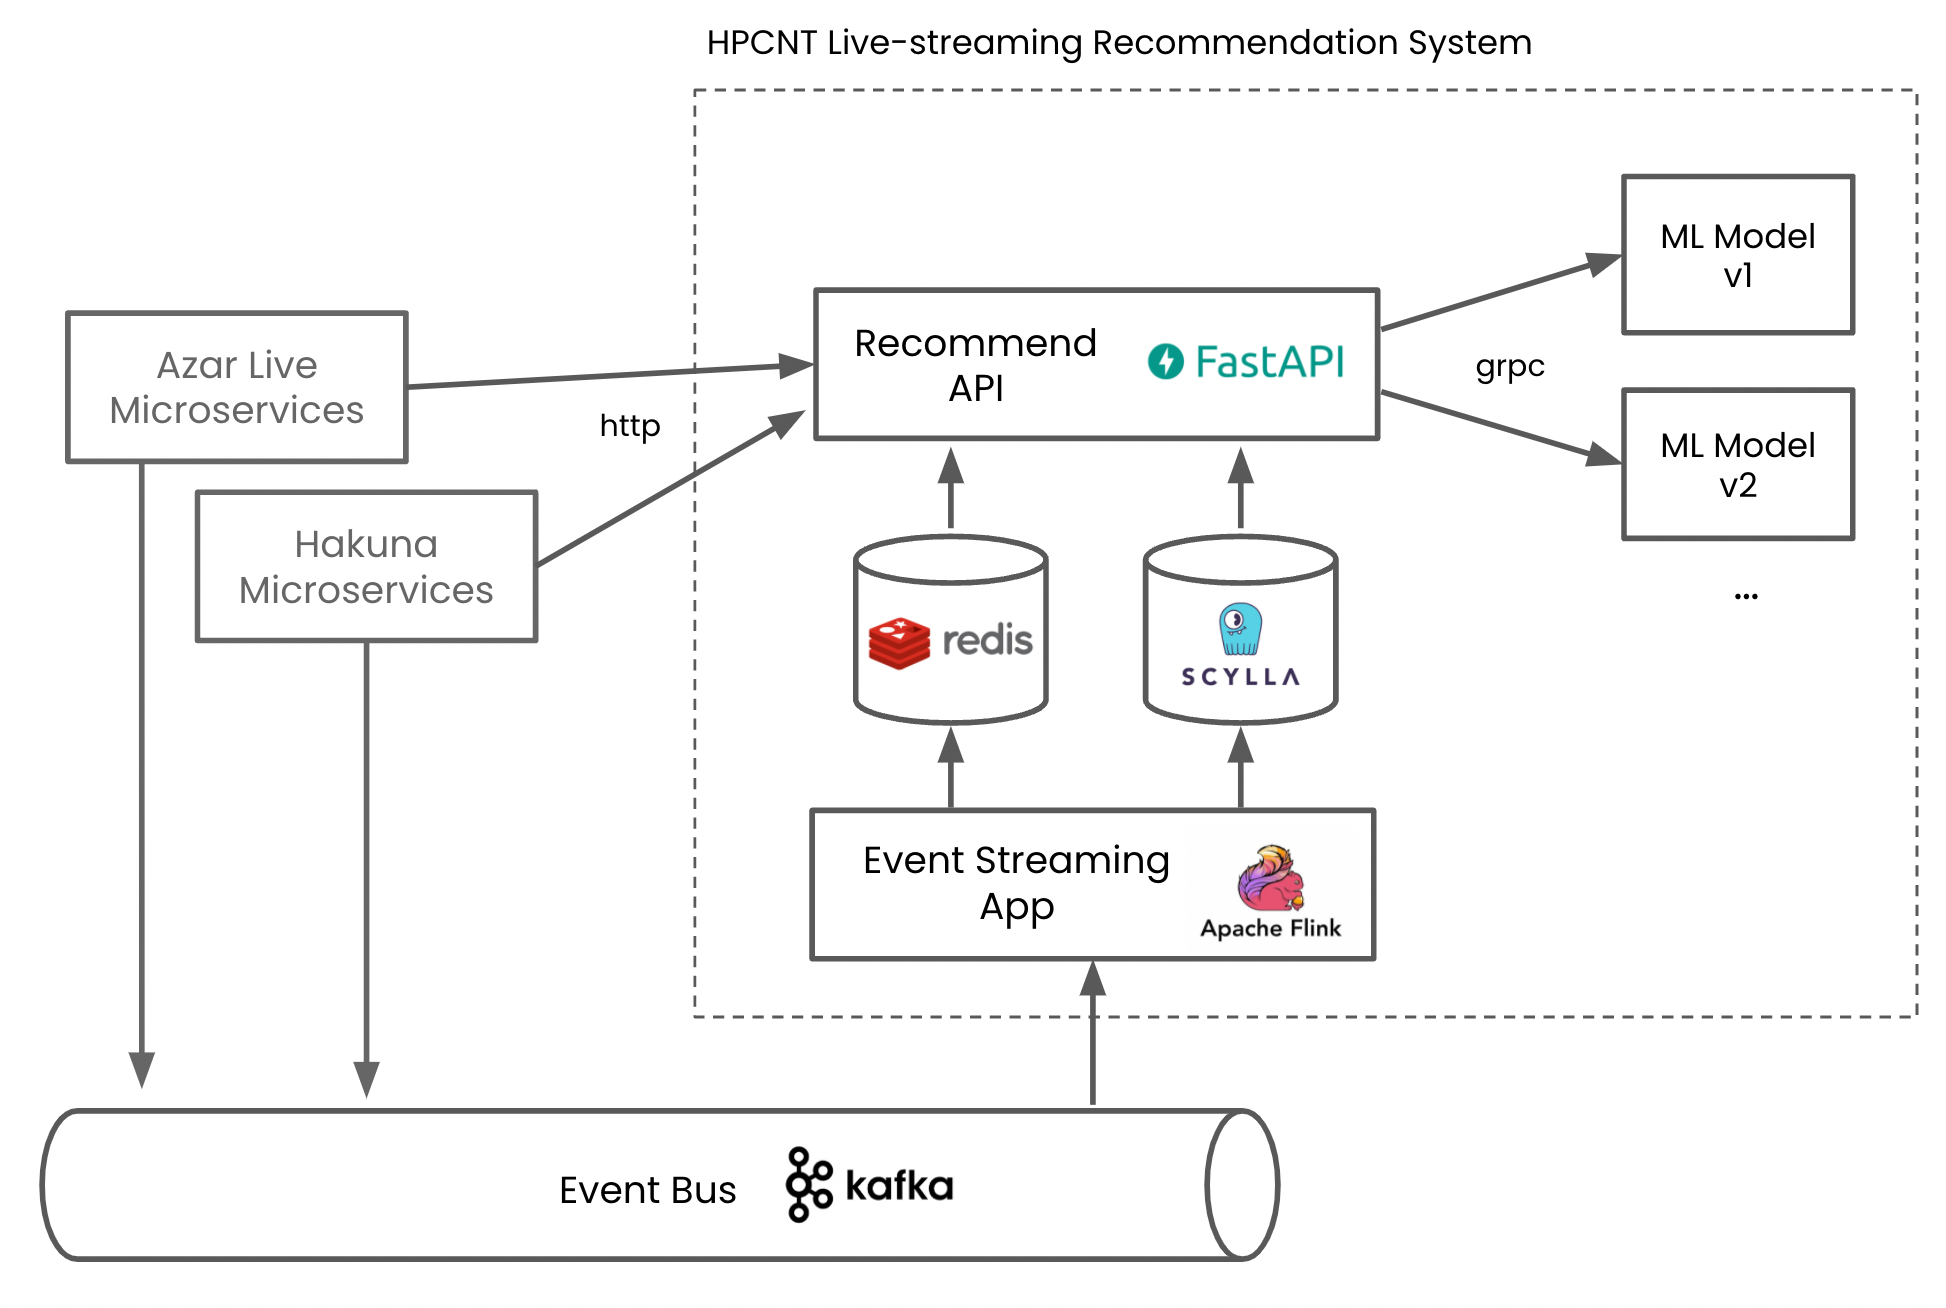 HPCNT Live-streaming Recommendation System
Azar Live
Microservices
Hakuna
Microservices
http
Recommend
API
FastAPI
grpc
ML Model
v1
ML Model
v2
...
redis
SCYLLA
Event Streaming
App
Apache Flink
Event Bus
kafka